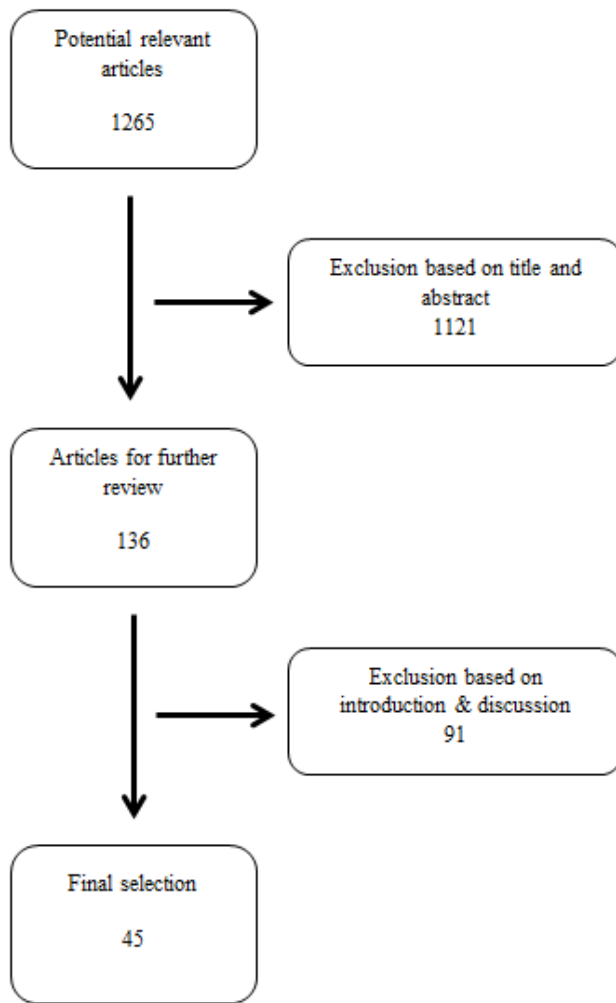 Potential relevant
articles
1265
Exclusion based on title and
abstract
1121
Articles for further
review
136
Exclusion based on
introduction & discussion
91
Final selection
45